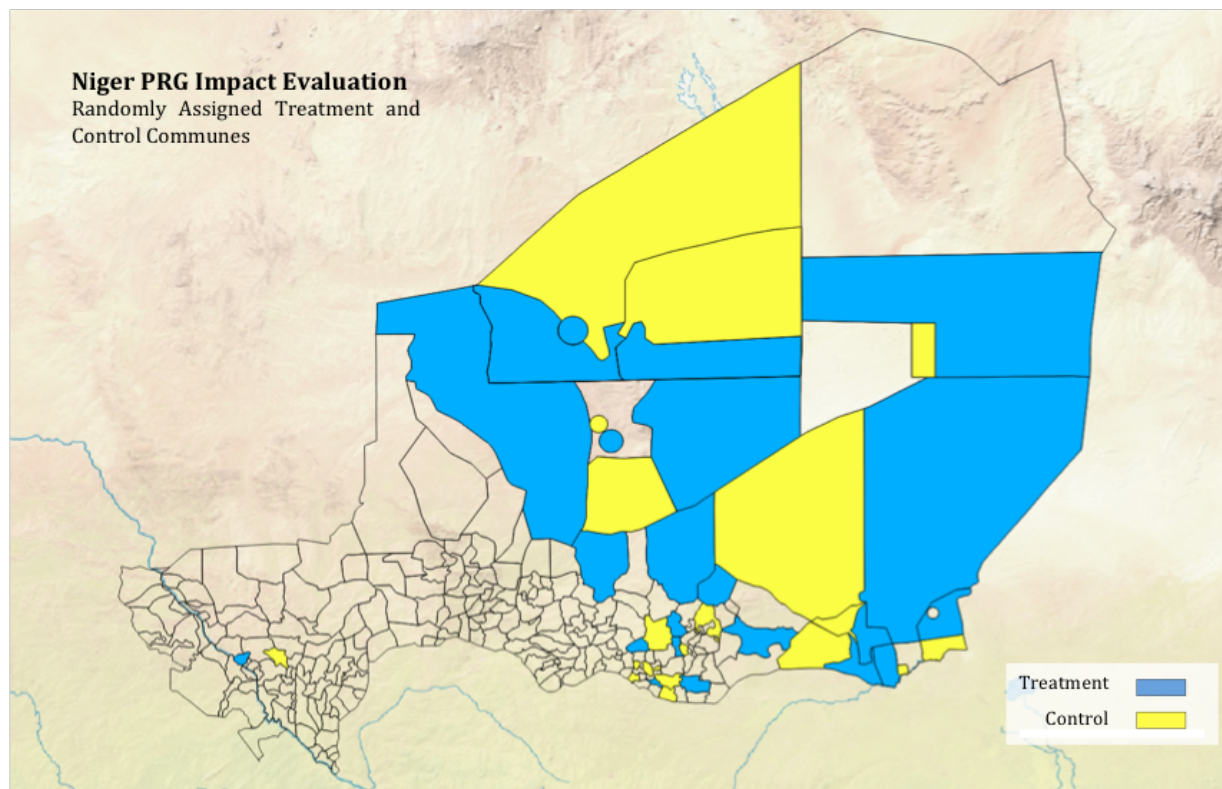 Niger PRG Impact Evaluation
Randomly Assigned Treatment and
Control Communes
Treatment
Control